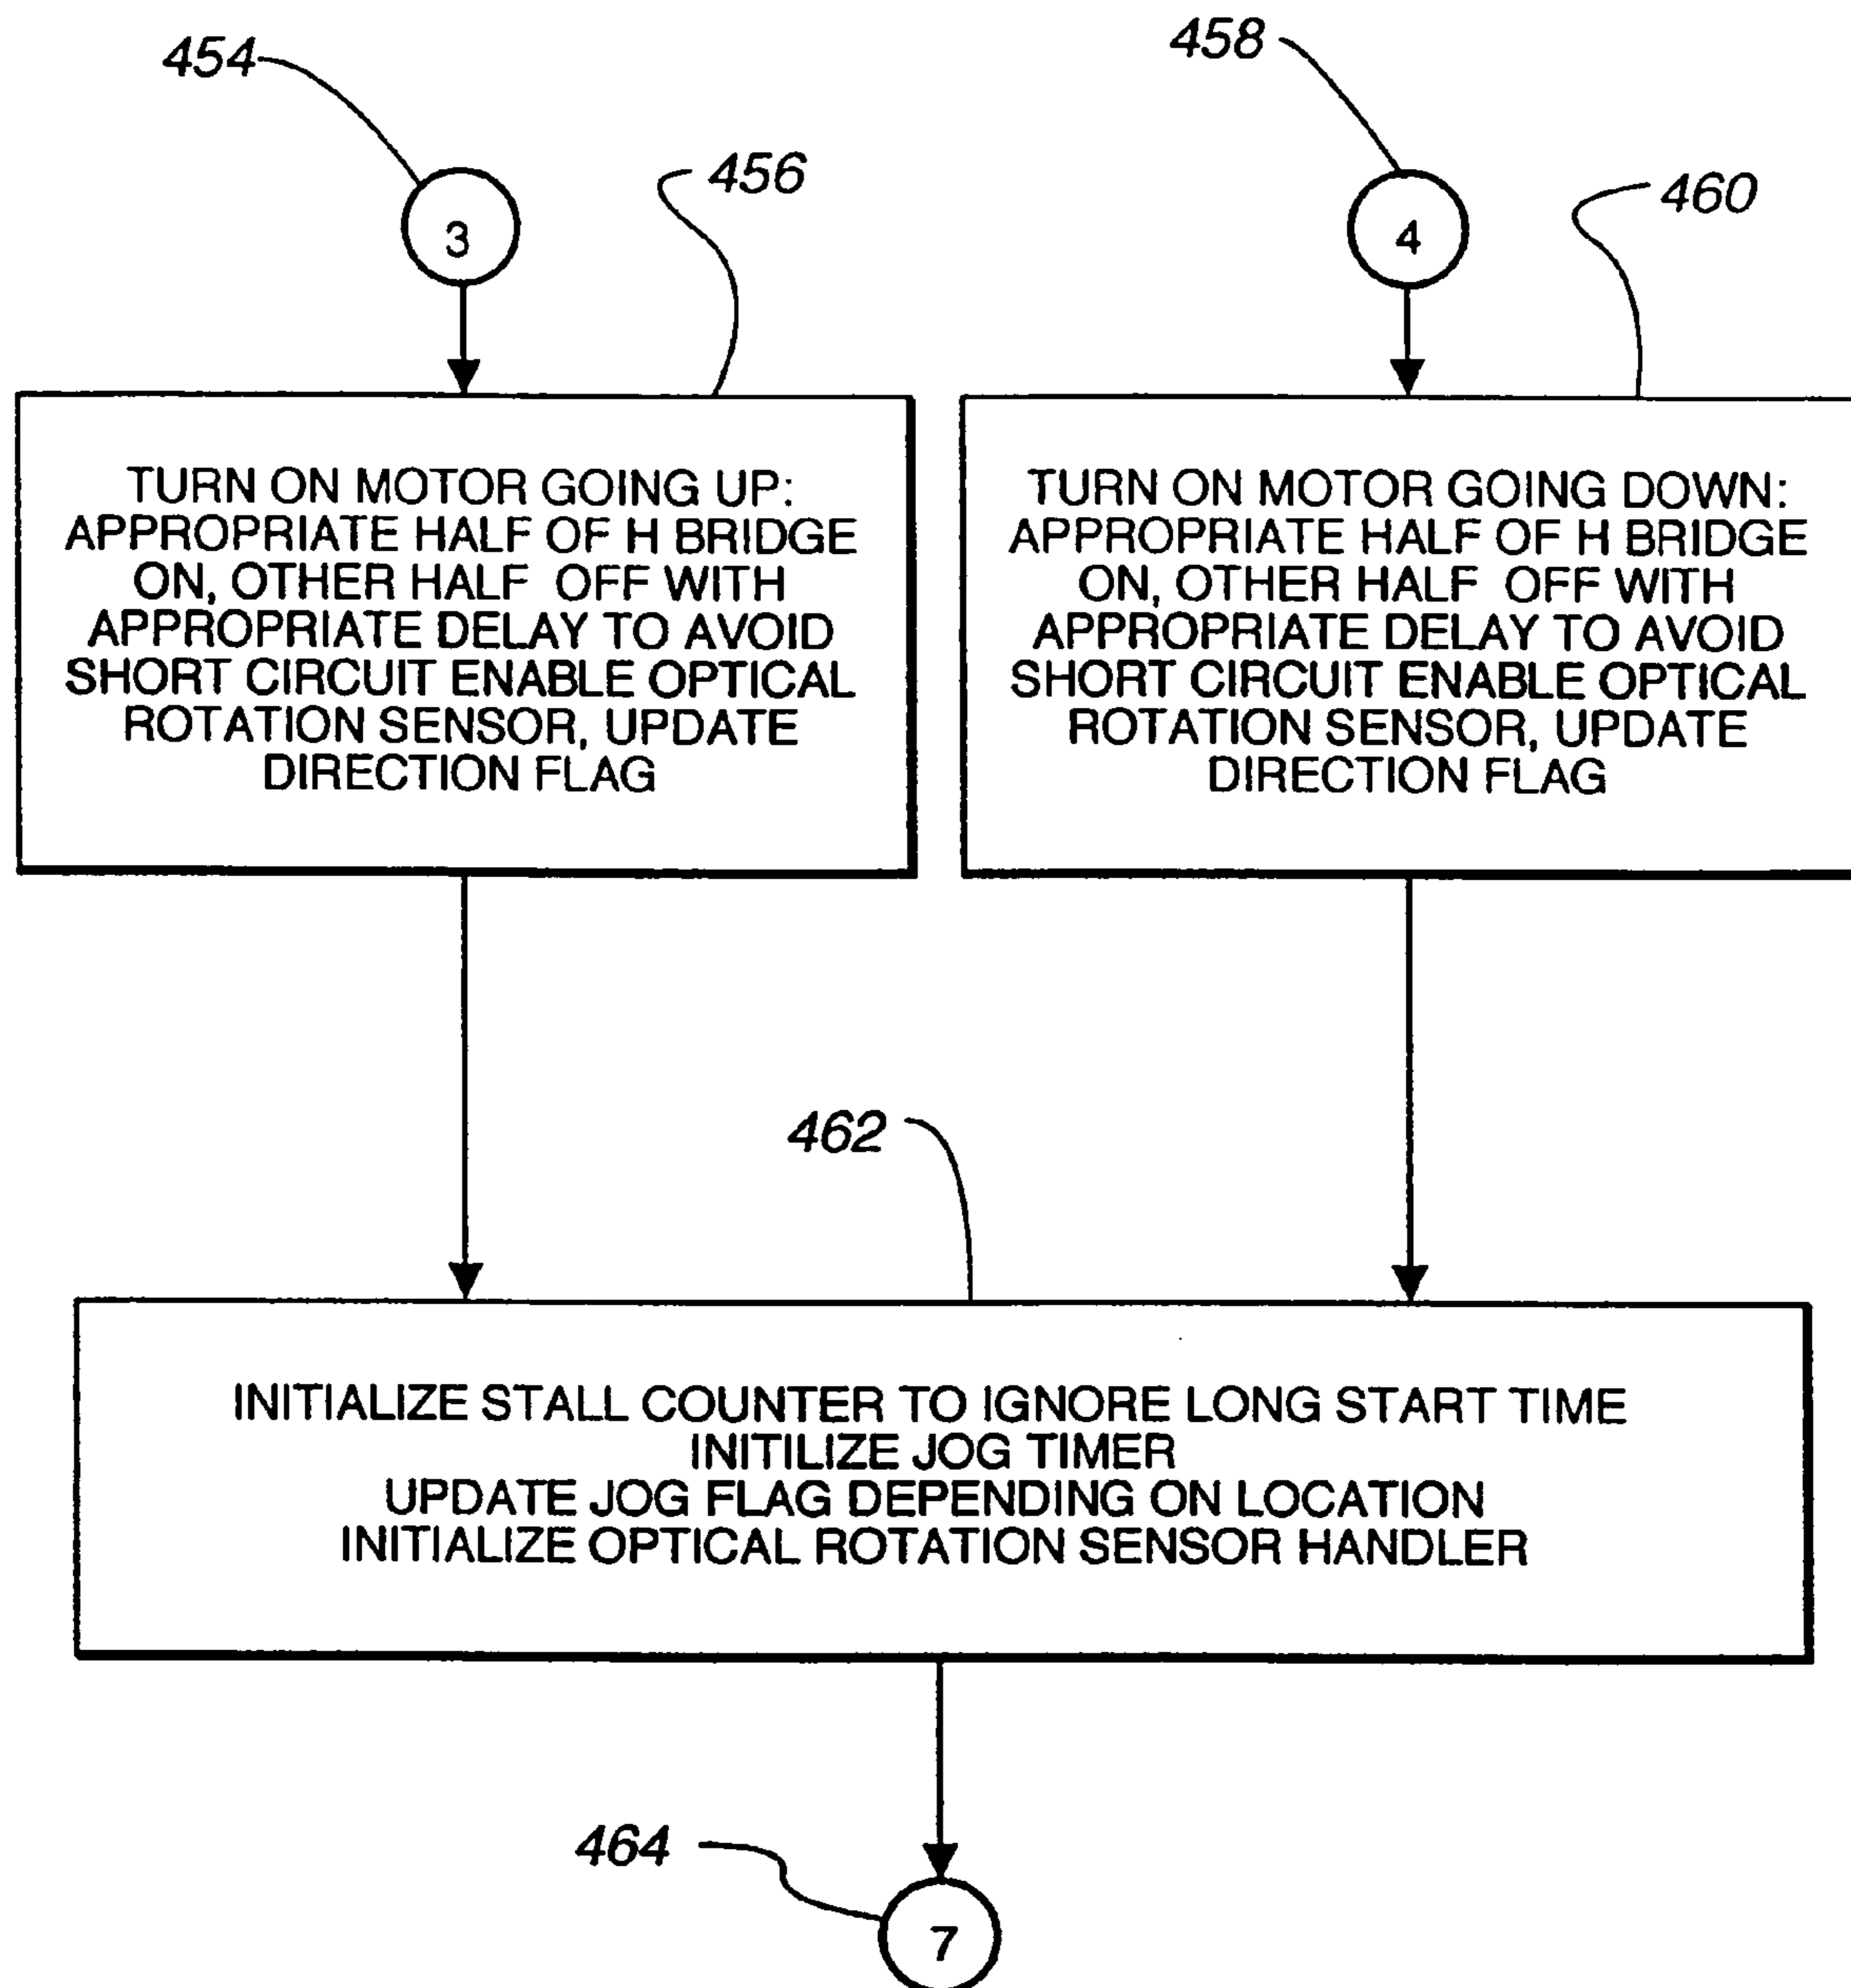 454
458
456
460
3
4
TURN ON MOTOR GOING UP:
APPROPRIATE HALF OF H BRIDGE
ON, OTHER HALF OFF WITH
APPROPRIATE DELAY TO AVOID
SHORT CIRCUIT ENABLE OPTICAL
ROTATION SENSOR, UPDATE
DIRECTION FLAG
TURN ON MOTOR GOING DOWN:
APPROPRIATE HALF OF H BRIDGE
ON, OTHER HALF OFF WITH
APPROPRIATE DELAY TO AVOID
SHORT CIRCUIT ENABLE OPTICAL
ROTATION SENSOR, UPDATE
DIRECTION FLAG
462
INITIALIZE STALL COUNTER TO IGNORE LONG START TIME
INITILIZE JOG TIMER
UPDATE JOG FLAG DEPENDING ON LOCATION
INITIALIZE OPTICAL ROTATION SENSOR HANDLER
464
7